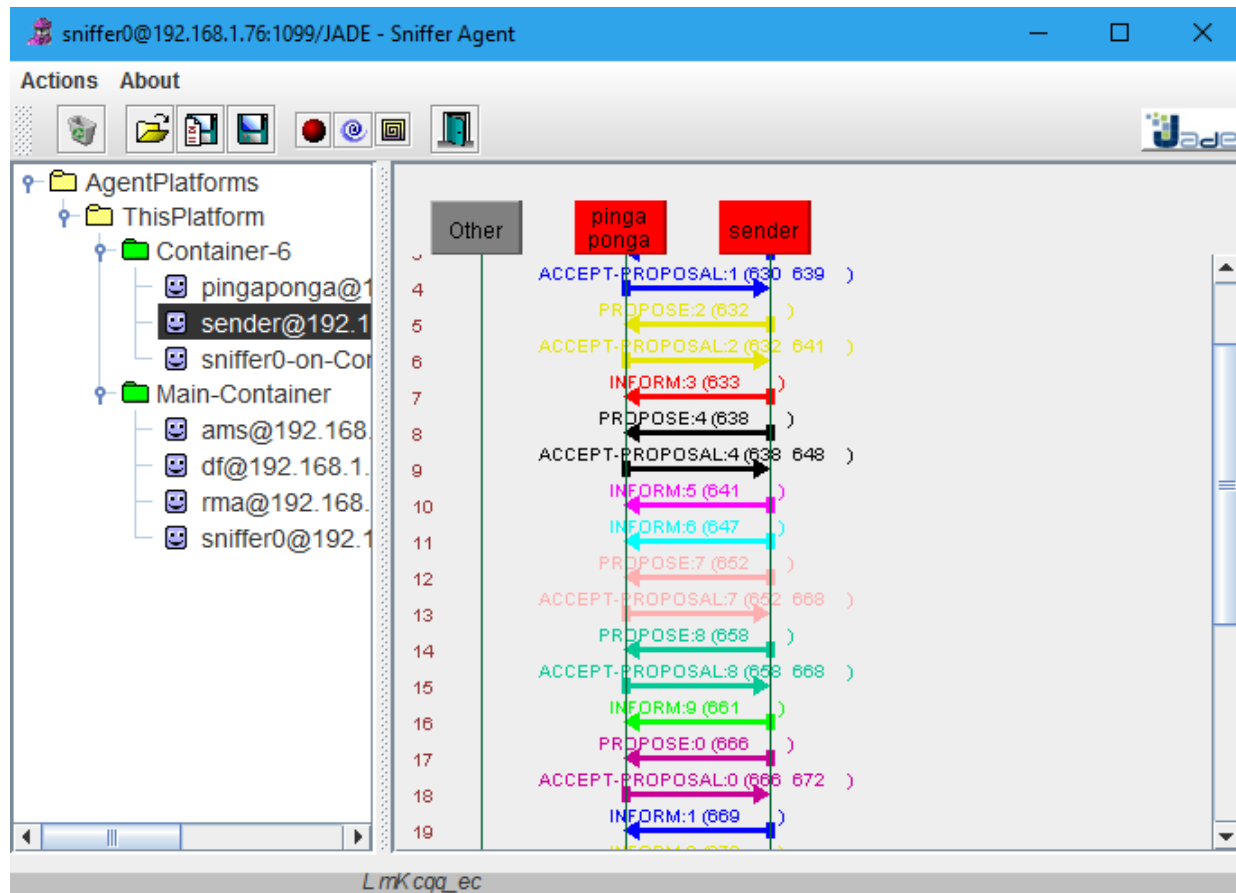 sniffer0@192.168.1.76:1099/JADE - Sniffer Agent
Actions About
Jade
AgentPlatforms
ThisPlatform
Container-6
pingaponga@1
sender@192.1
sniffer0-on-Con
Main-Container
ams@192.168.
df@192.168.1.
rma@192.168.
sniffer0@192.1
Other
pinga
ponga
sender
ACCEPT-PROPOSAL:1 (630 639 )
4
PROPOSE:2 (632 )
5
ACCEPT-PROPOSAL:2 (632 641 )
6
INFORM:3 (633 )
7
PROPOSE:4 (638 )
8
ACCEPT-PROPOSAL:4 (638 648 )
9
INFORM:5 (641 )
10
INFORM:6 (647 )
11
PROPOSE:7 (652 )
12
ACCEPT-PROPOSAL:7 (652 668 )
13
PROPOSE:8 (658 )
14
ACCEPT-PROPOSAL:8 (658 668 )
15
INFORM:9 (661 )
16
PROPOSE:0 (666 )
17
ACCEPT-PROPOSAL:0 (666 672 )
18
INFORM:1 (669 )
19